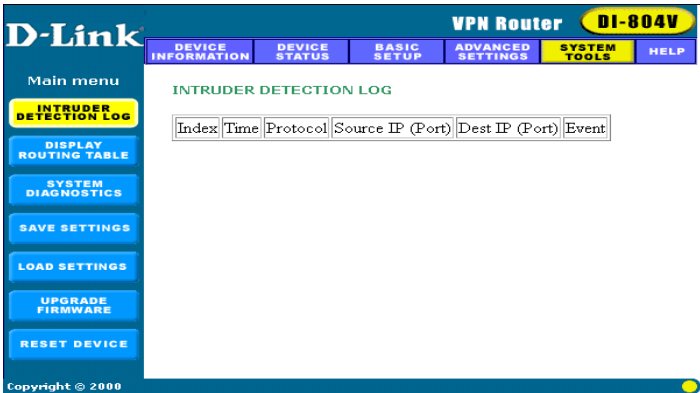 D-Link
VPN Router DI-804V
DEVICE INFORMATION
DEVICE STATUS
BASIC SETUP
ADVANCED SETTINGS
SYSTEM TOOLS
HELP
Main menu
INTRUDER DETECTION LOG
DISPLAY ROUTING TABLE
SYSTEM DIAGNOSTICS
SAVE SETTINGS
LOAD SETTINGS
UPGRADE FIRMWARE
RESET DEVICE
Copyright © 2000
INTRUDER DETECTION LOG
Index Time Protocol Source IP (Port) Dest IP (Port) Event